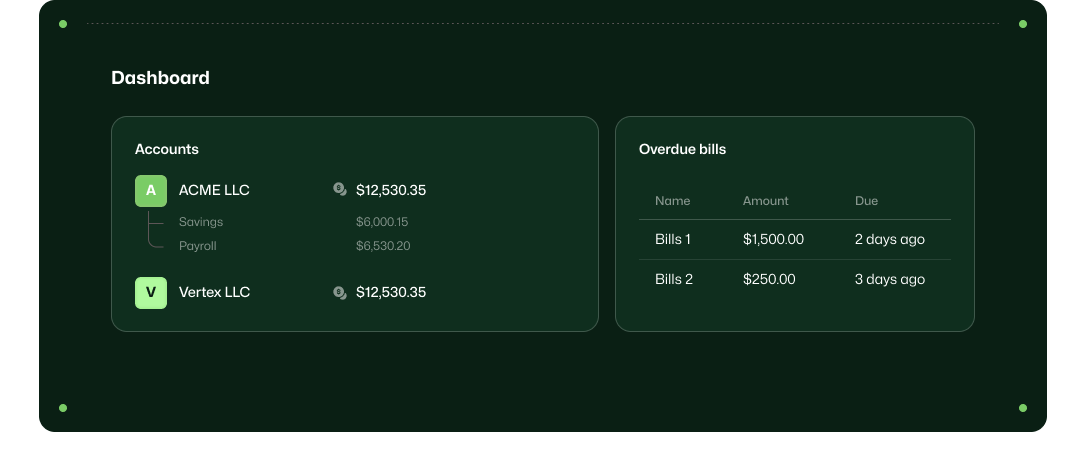 Dashboard
Accounts
A ACME LLC $12,530.35
Savings $6,000.15
Payroll $6,530.20
V Vertex LLC $12,530.35
Overdue bills
Name Amount Due
Bills 1 $1,500.00 2 days ago
Bills 2 $250.00 3 days ago